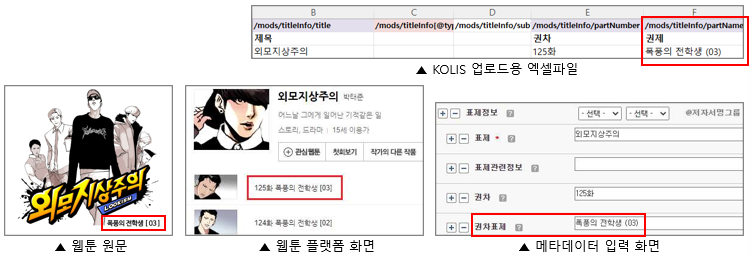 B C D E F
/mods/titleInfo/title /mods/titleInfo[@typ /mods/titleInfo/sub /mods/titleInfo/partNumber /mods/titleInfo/partName
제목 권차 권제
외모지상주의 125화 폭풍의 전학생 (03)
▲ KOLIS 업로드용 엑셀파일
외모지상주의
LOOKISM
폭풍의 전학생 [03]
▲ 웹툰 원문
외모지상주의 박태준
어느날 그에게 일어난 기적같은 일
스토리, 드라마 | 15세 이용가
관심웹툰 첫회보기 작가의 다른 작품
125화 폭풍의 전학생 [03]
124화 폭풍의 전학생 [02]
▲ 웹툰 플랫폼 화면
표제정보 ? - 선택 - - 선택 - @저자서명그룹
표제 * ? 외모지상주의
표제관련정보 ?
권차 ? 125화
권차표제 ? 폭풍의 전학생 (03)
▲ 메타데이터 입력 화면